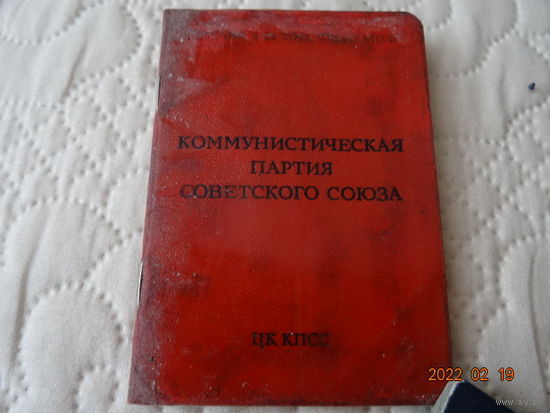 КОММУНИСТИЧЕСКАЯ
ПАРТИЯ
СОВЕТСКОГО СОЮЗА
ЦК КПСС
2022 02 19